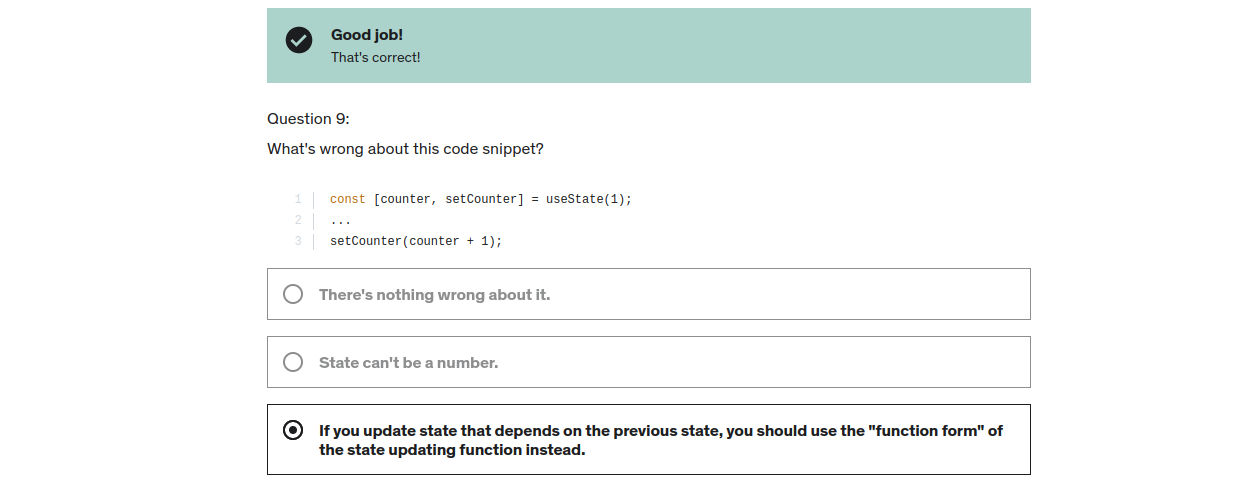 Good job!
That's correct!
Question 9:
What's wrong about this code snippet?
1 const [counter, setCounter] = useState(1);
2 ...
3 setCounter(counter + 1);
There's nothing wrong about it.
State can't be a number.
If you update state that depends on the previous state, you should use the "function form" of
the state updating function instead.